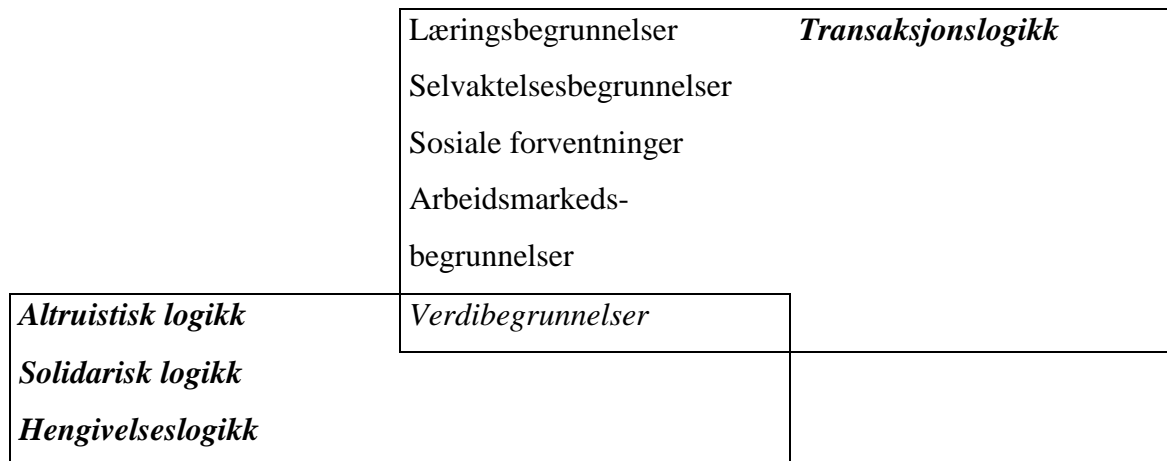 Læringsbegrunnelser Transaksjonslogikk
Selvaktelsesbegrunnelser
Sosiale forventninger
Arbeidsmarkeds-
begrunnelser
Altruistisk logikk Verdibegrunnelser
Solidarisk logikk
Hengivelseslogikk